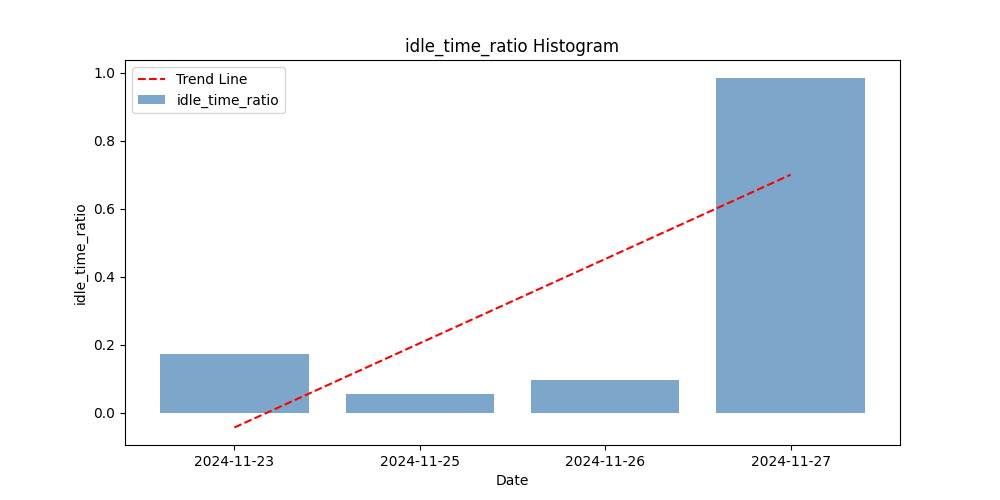 idle_time_ratio Histogram
Trend Line
idle_time_ratio
1.0
0.8
0.6
0.4
0.2
0.0
idle_time_ratio
2024-11-23
2024-11-25
2024-11-26
2024-11-27
Date